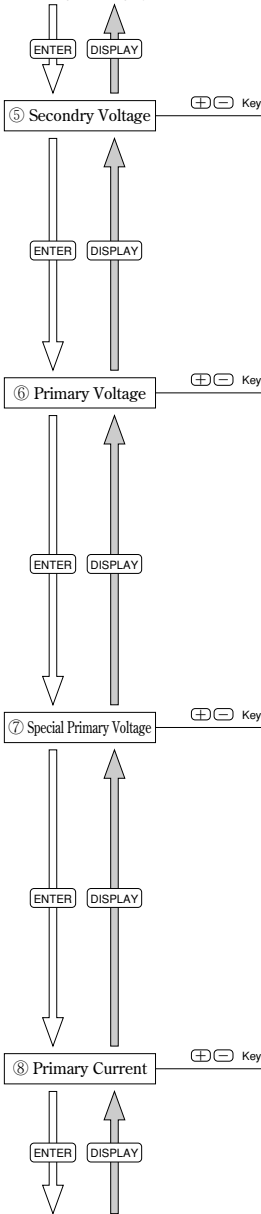 ENTER DISPLAY
⑤ Secondry Voltage
⊕ ⊖ Key
ENTER DISPLAY
⑥ Primary Voltage
⊕ ⊖ Key
ENTER DISPLAY
⑦ Special Primary Voltage
⊕ ⊖ Key
ENTER DISPLAY
⑧ Primary Current
⊕ ⊖ Key
ENTER DISPLAY